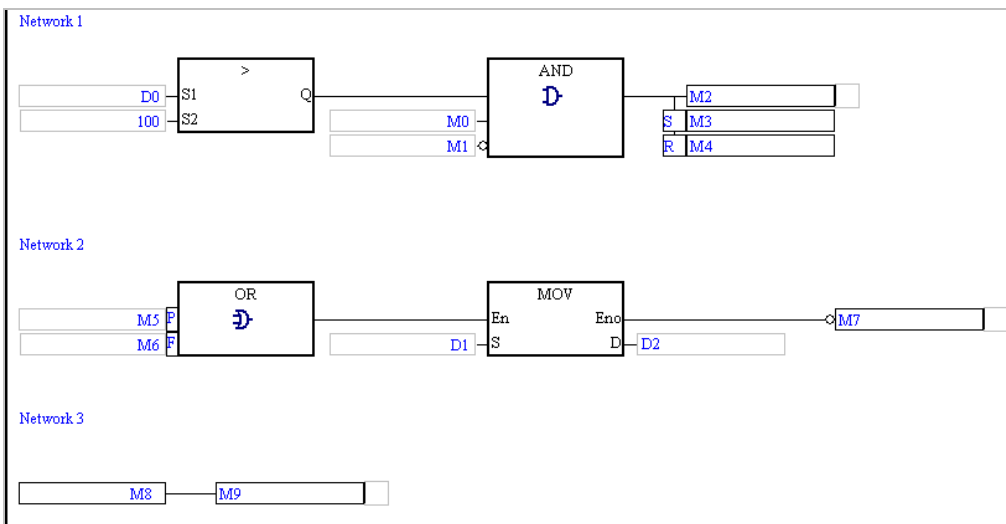 Network 1
> AND
D0 S1 Q M2
100 S2 M0 S M3
M1 R M4
Network 2
OR MOV
M5 P En Eno M7
M6 F D1 S D D2
Network 3
M8 M9